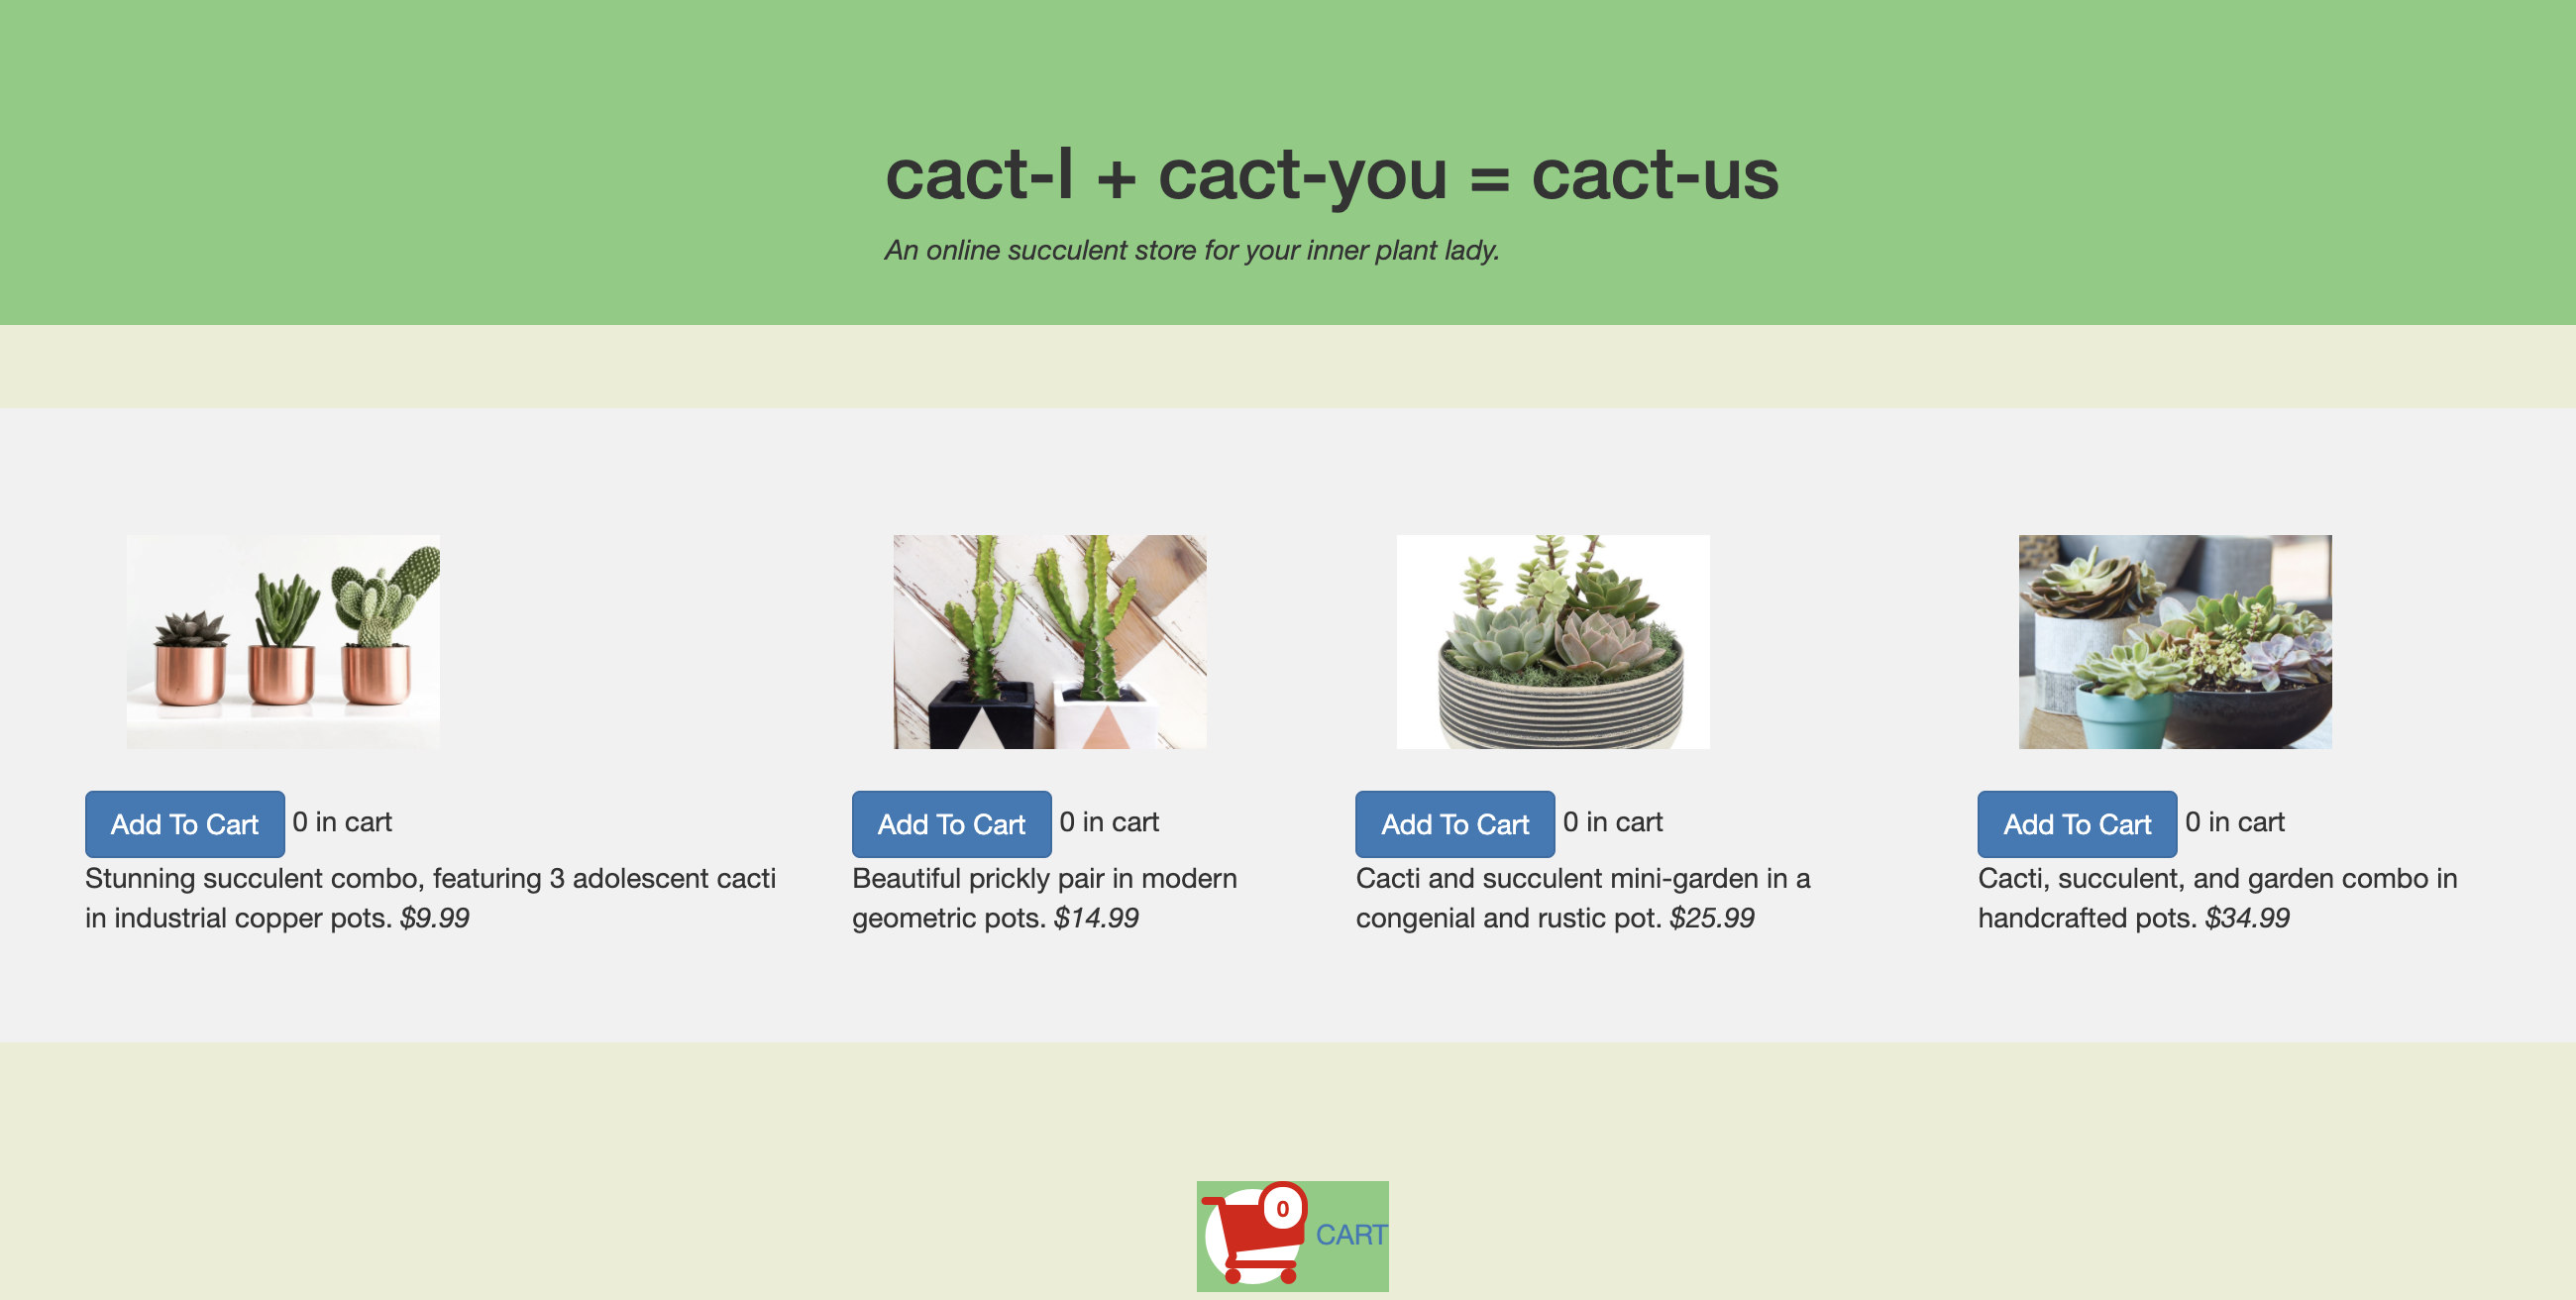 cact-I + cact-you = cact-us
An online succulent store for your inner plant lady.
Add To Cart 0 in cart
Stunning succulent combo, featuring 3 adolescent cacti
in industrial copper pots. $9.99
Add To Cart 0 in cart
Beautiful prickly pair in modern
geometric pots. $14.99
Add To Cart 0 in cart
Cacti and succulent mini-garden in a
congenial and rustic pot. $25.99
Add To Cart 0 in cart
Cacti, succulent, and garden combo in
handcrafted pots. $34.99
0
CART